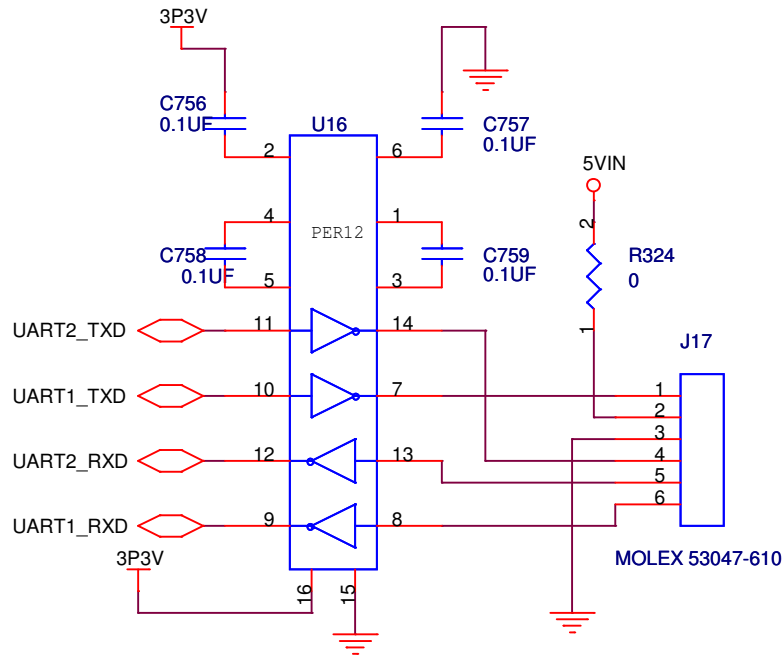 3P3V
C756
0.1UF
U16
C757
0.1UF
2
6
5VIN
4
1
PER12
2
C758
0.1UF
C759
0.1UF
R324
0
5
3
UART2_TXD
11
14
1
J17
UART1_TXD
10
7
1
2
3
UART2_RXD
12
13
4
5
6
UART1_RXD
9
8
3P3V
MOLEX 53047-610
16
15